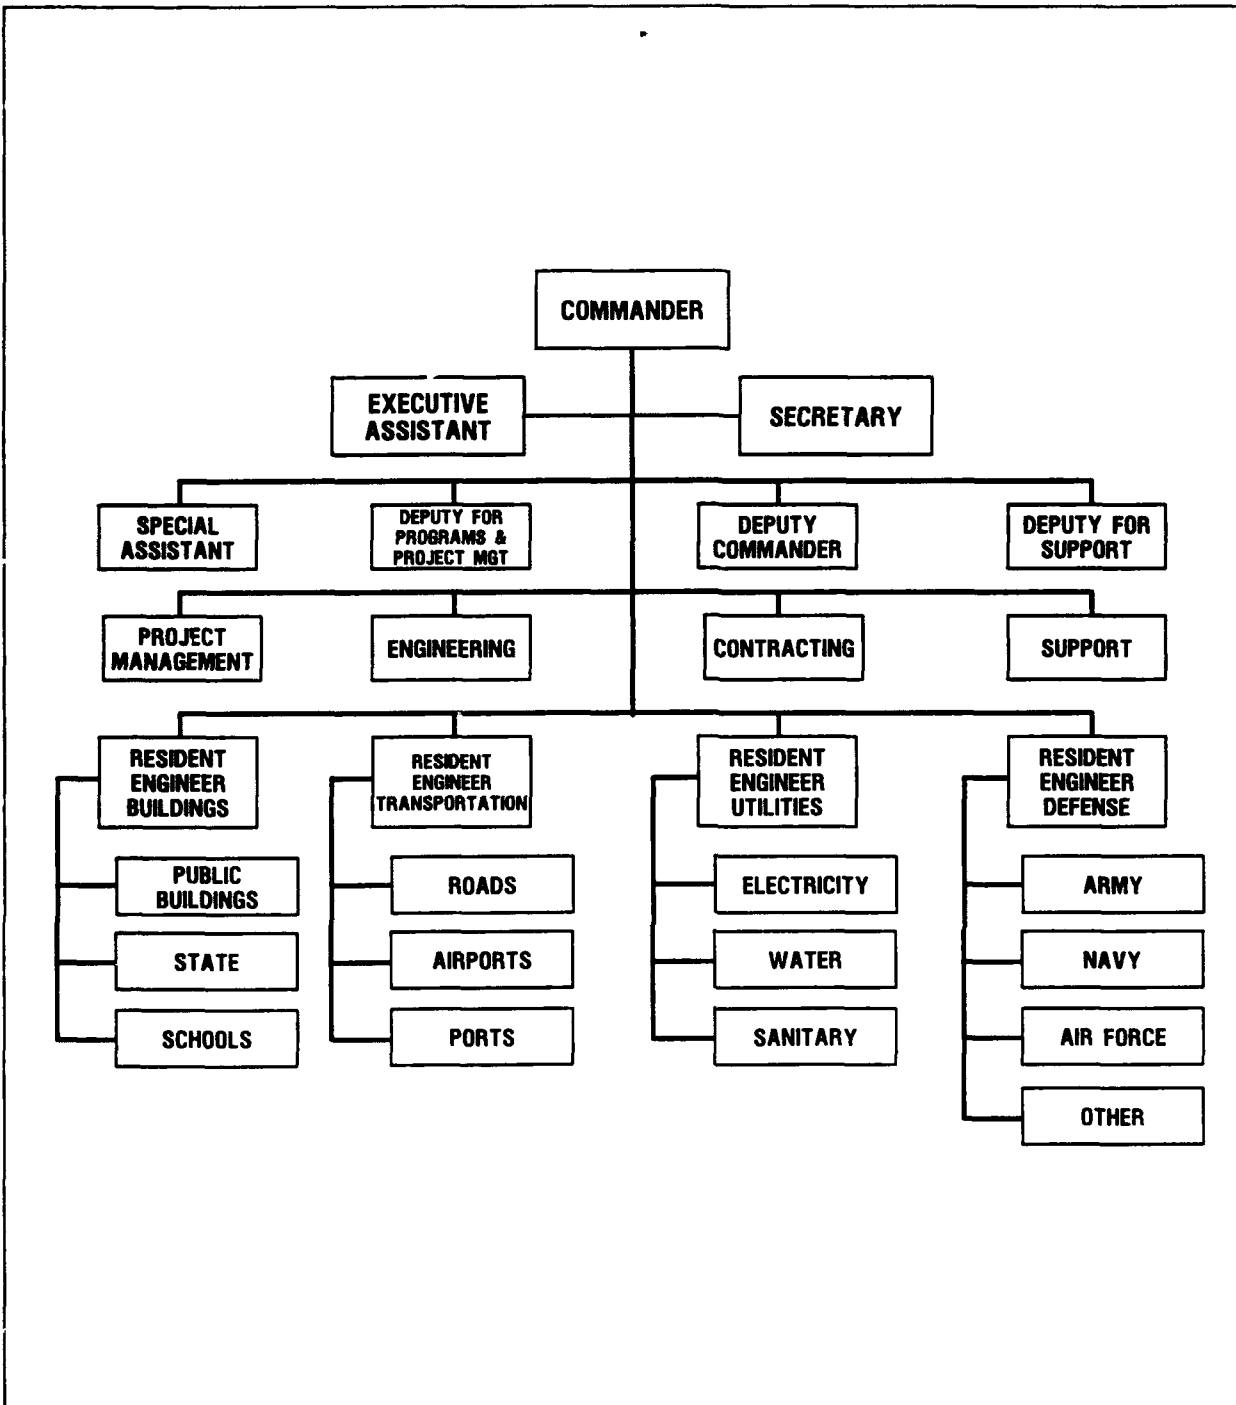 COMMANDER
EXECUTIVE
ASSISTANT
SECRETARY
SPECIAL
ASSISTANT
DEPUTY FOR
PROGRAMS &
PROJECT MGT
DEPUTY
COMMANDER
DEPUTY FOR
SUPPORT
PROJECT
MANAGEMENT
ENGINEERING
CONTRACTING
SUPPORT
RESIDENT
ENGINEER
BUILDINGS
RESIDENT
ENGINEER
TRANSPORTATION
RESIDENT
ENGINEER
UTILITIES
RESIDENT
ENGINEER
DEFENSE
PUBLIC
BUILDINGS
ROADS
ELECTRICITY
ARMY
STATE
AIRPORTS
WATER
NAVY
SCHOOLS
PORTS
SANITARY
AIR FORCE
OTHER